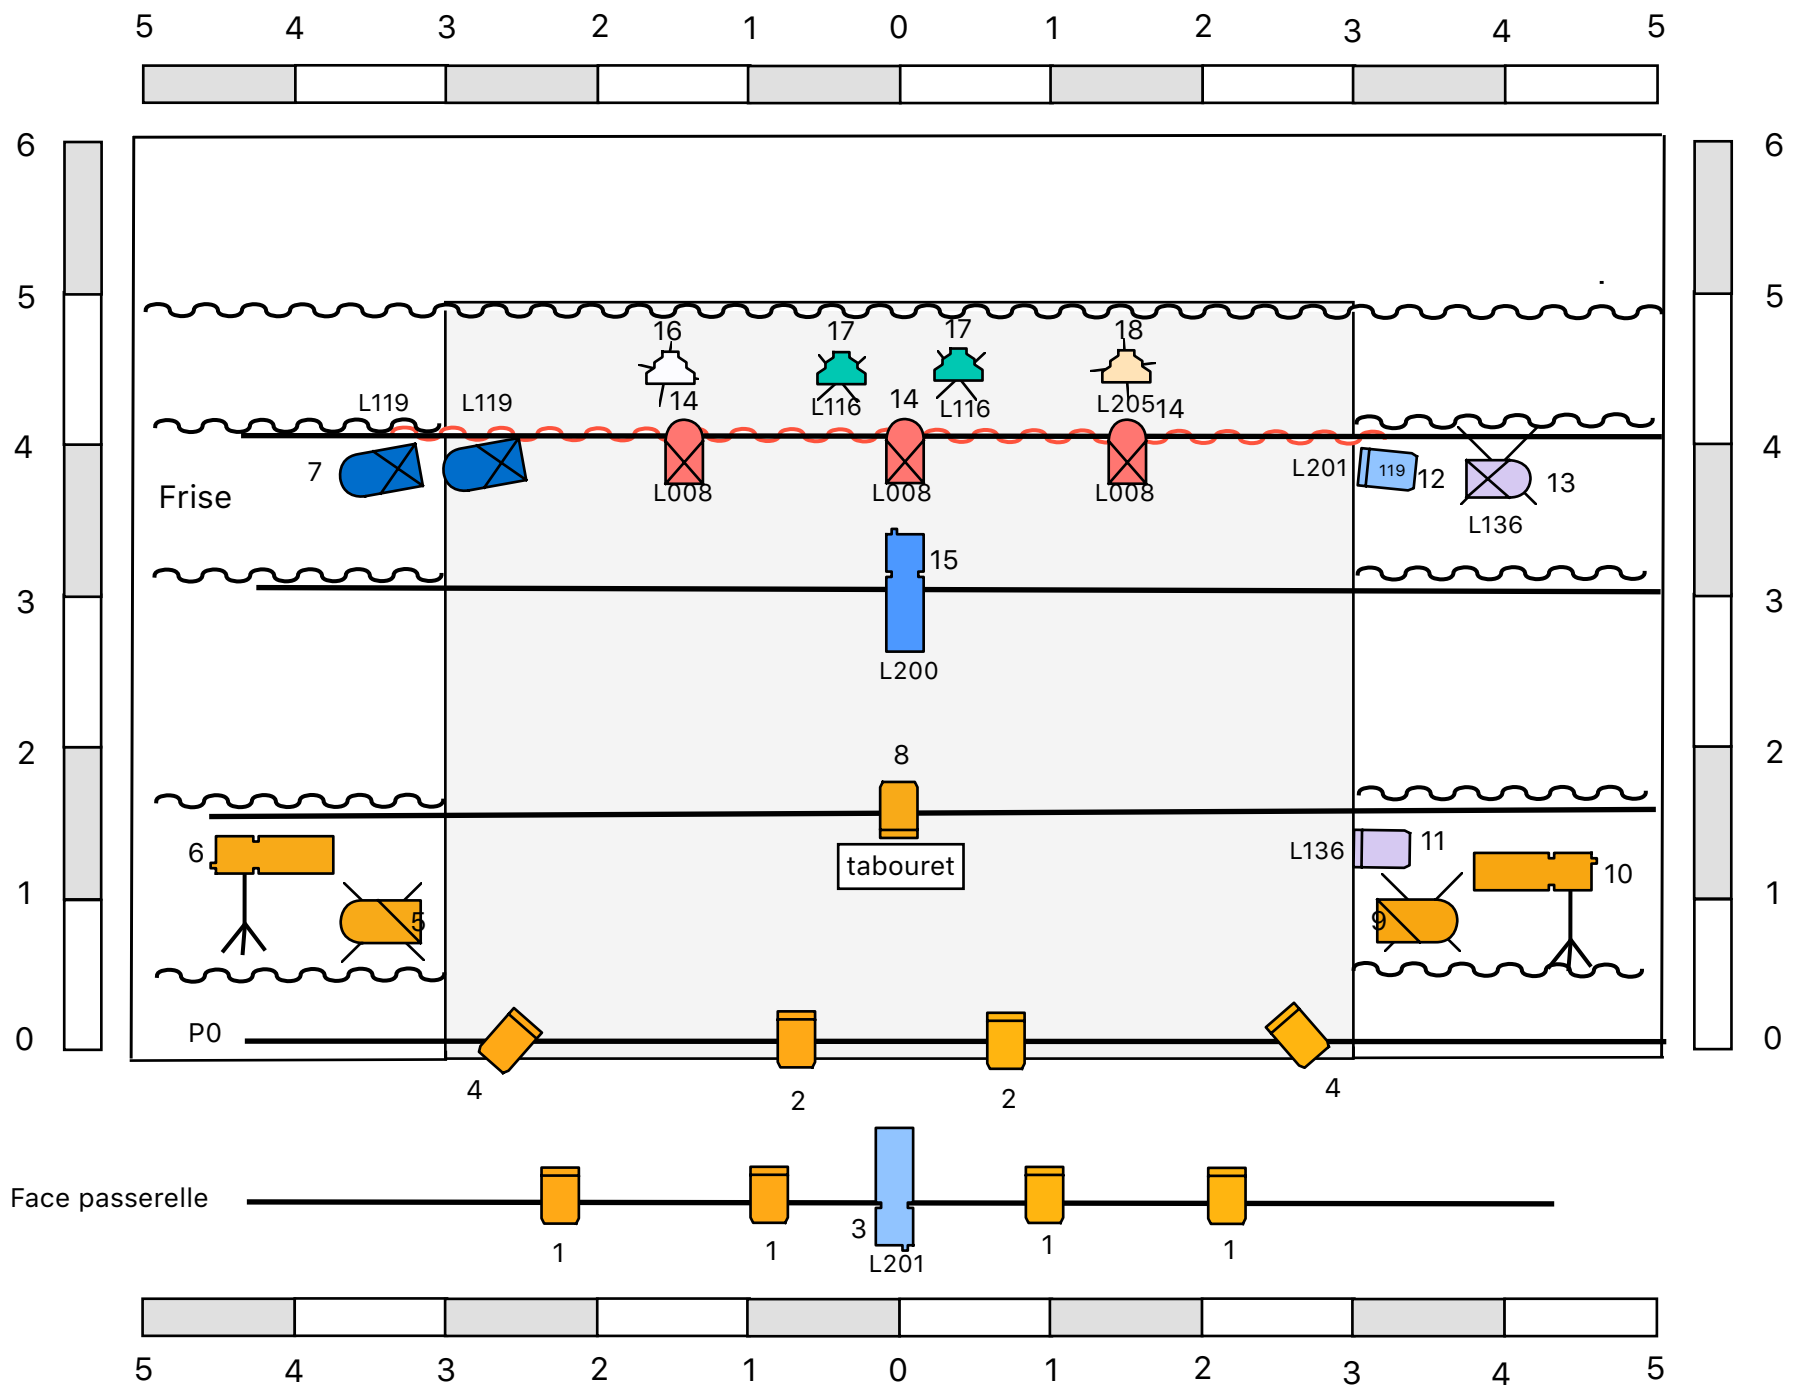 5 4 3 2 1 0 1 2 3 4 5
6 6
5 5
16 17 17 18
L119 L119 14 L116 14 L116 L205 14
4 4
7 L201 119 12 13
Frise L008 L008 L008
L136
15
3 3
L200
2 8 2
6 L136 11
tabouret 10
1 1
5 9
P0
0 0
4 2 2 4
Face passerelle
3
1 1 1 1
L201
5 4 3 2 1 0 1 2 3 4 5